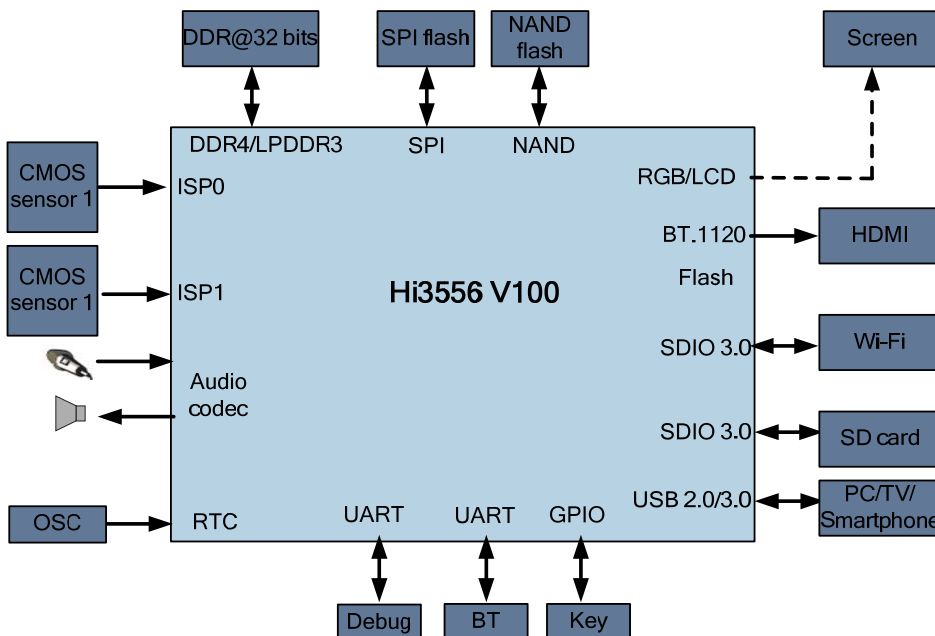 DDR@32 bits
SPI flash
NAND
flash
Screen
DDR4/LPDDR3
SPI
NAND
CMOS
sensor 1
ISP0
RGB/LCD
BT.1120
HDMI
CMOS
sensor 1
ISP1
Hi3556 V100
Flash
SDIO 3.0
Wi-Fi
Audio
codec
SDIO 3.0
SD card
USB 2.0/3.0
PC/TV/
Smartphone
OSC
RTC
UART
UART
GPIO
Debug
BT
Key